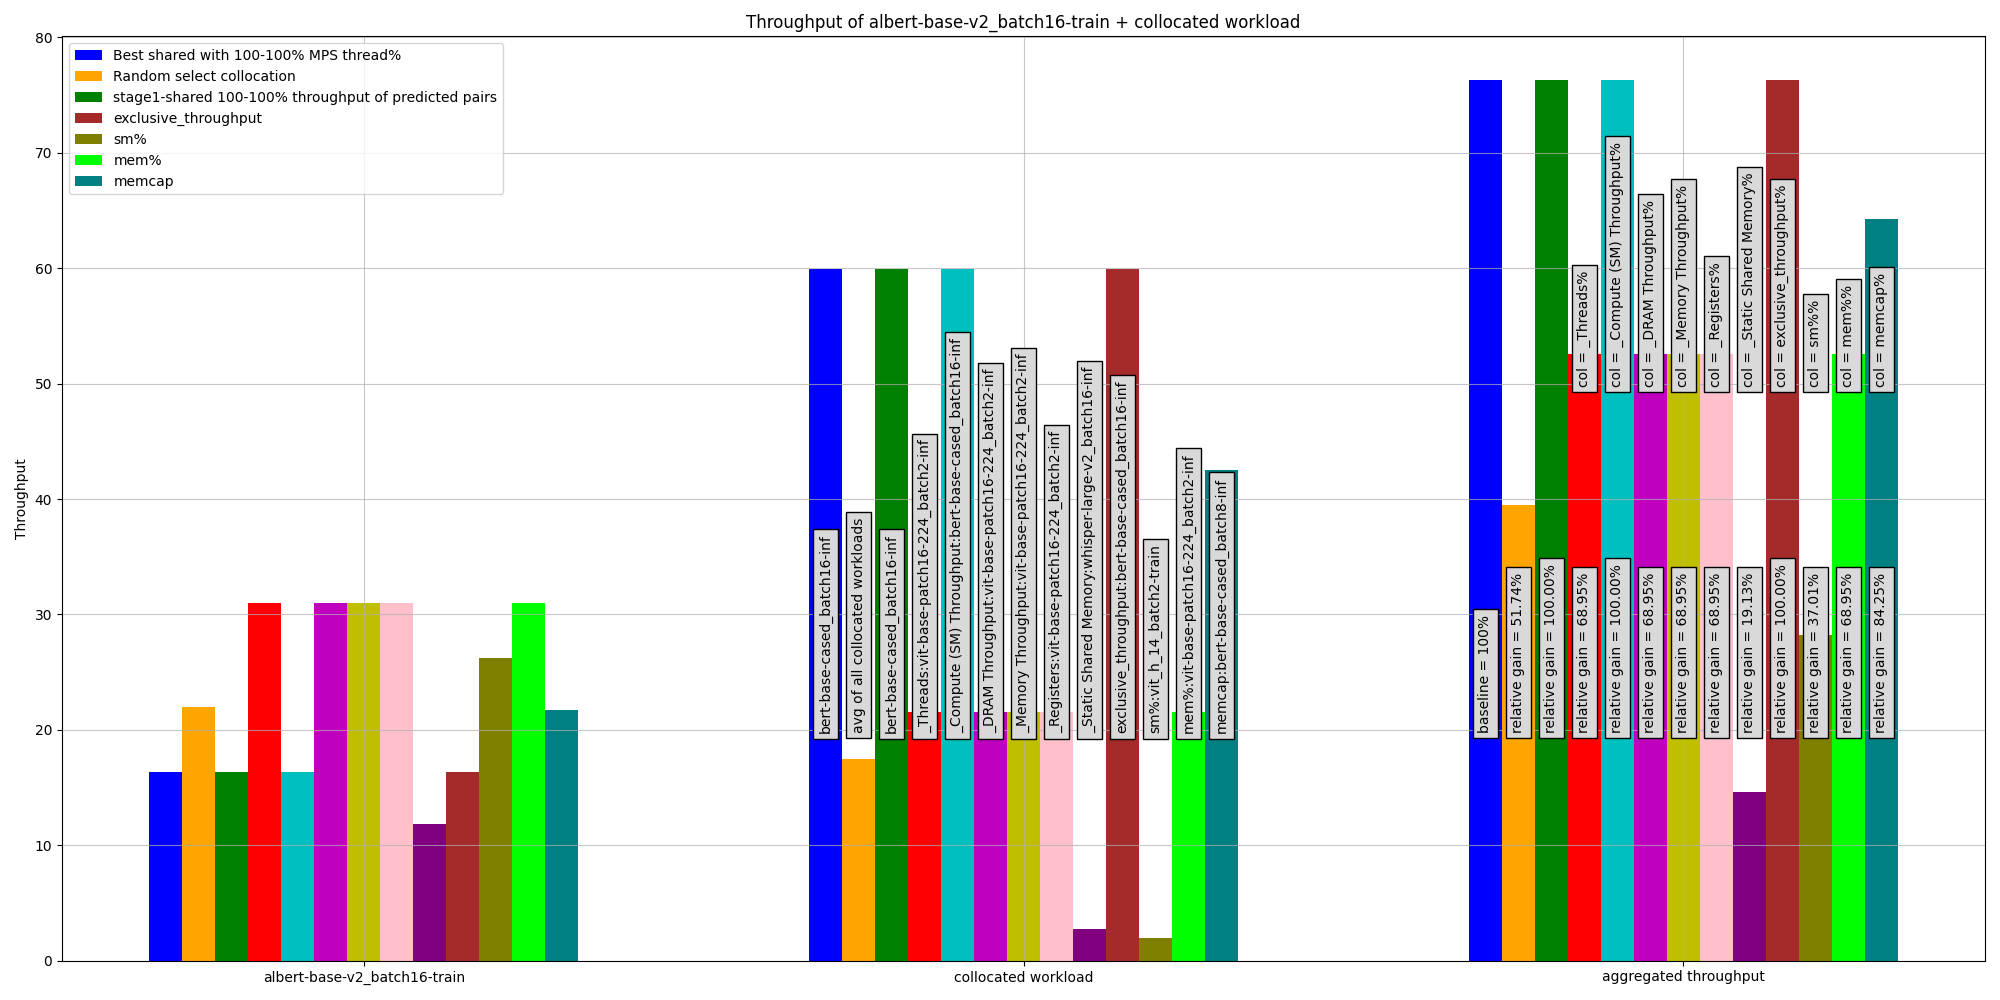 Throughput of albert-base-v2_batch16-train + collocated workload
Best shared with 100-100% MPS thread%
Random select collocation
stage1-shared 100-100% throughput of predicted pairs
exclusive_throughput
sm%
mem%
memcap
Throughput
80
70
60
50
40
30
20
10
0
bert-base-cased_batch16-inf
avg of all collocated workloads
bert-base-cased_batch16-inf
_Threads:vit-base-patch16-224_batch2-inf
_Compute (SM) Throughput:bert-base-cased_batch16-inf
_DRAM Throughput:vit-base-patch16-224_batch2-inf
_Memory Throughput:vit-base-patch16-224_batch2-inf
_Registers:vit-base-patch16-224_batch2-inf
_Static Shared Memory:whisper-large-v2_batch16-inf
exclusive_throughput:bert-base-cased_batch16-inf
sm%:vit_h_14_batch2-train
mem%:vit-base-patch16-224_batch2-inf
memcap:bert-base-cased_batch8-inf
col = _Threads%
col = _Compute (SM) Throughput%
col = _DRAM Throughput%
col = _Memory Throughput%
col = _Registers%
col = _Static Shared Memory%
col = exclusive_throughput%
col = sm%%
col = mem%%
col = memcap%
baseline = 100%
relative gain = 51.74%
relative gain = 100.00%
relative gain = 68.95%
relative gain = 100.00%
relative gain = 68.95%
relative gain = 68.95%
relative gain = 68.95%
relative gain = 19.13%
relative gain = 100.00%
relative gain = 37.01%
relative gain = 68.95%
relative gain = 84.25%
albert-base-v2_batch16-train
collocated workload
aggregated throughput